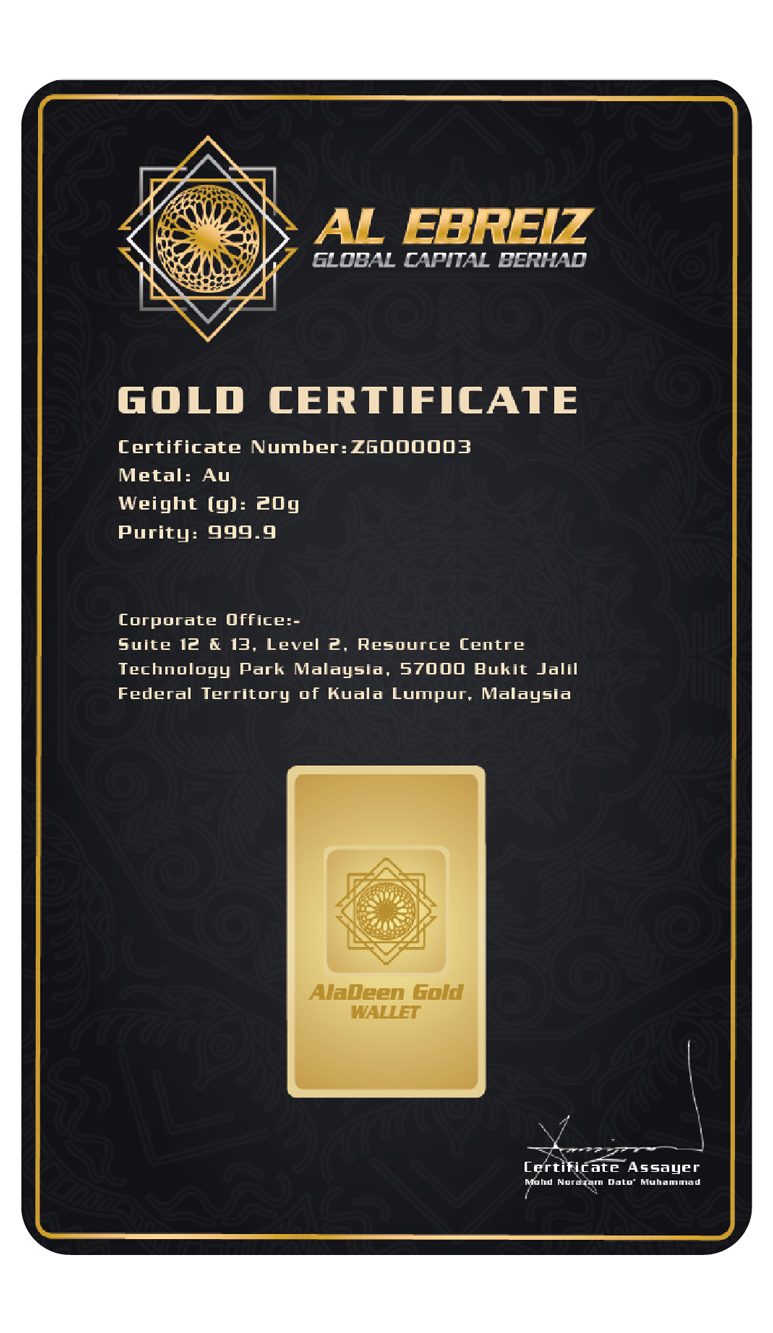 AL EBREIZ
GLOBAL CAPITAL BERHAD
GOLD CERTIFICATE
Certificate Number:ZG000003
Metal: Au
Weight (g): 20g
Purity: 999.9
Corporate Office:-
Suite 12 & 13, Level 2, Resource Centre
Technology Park Malaysia, 57000 Bukit Jalil
Federal Territory of Kuala Lumpur, Malaysia
AlaDeen Gold
WALLET
Certificate Assayer
Mohd Norazam Dato' Muhammad